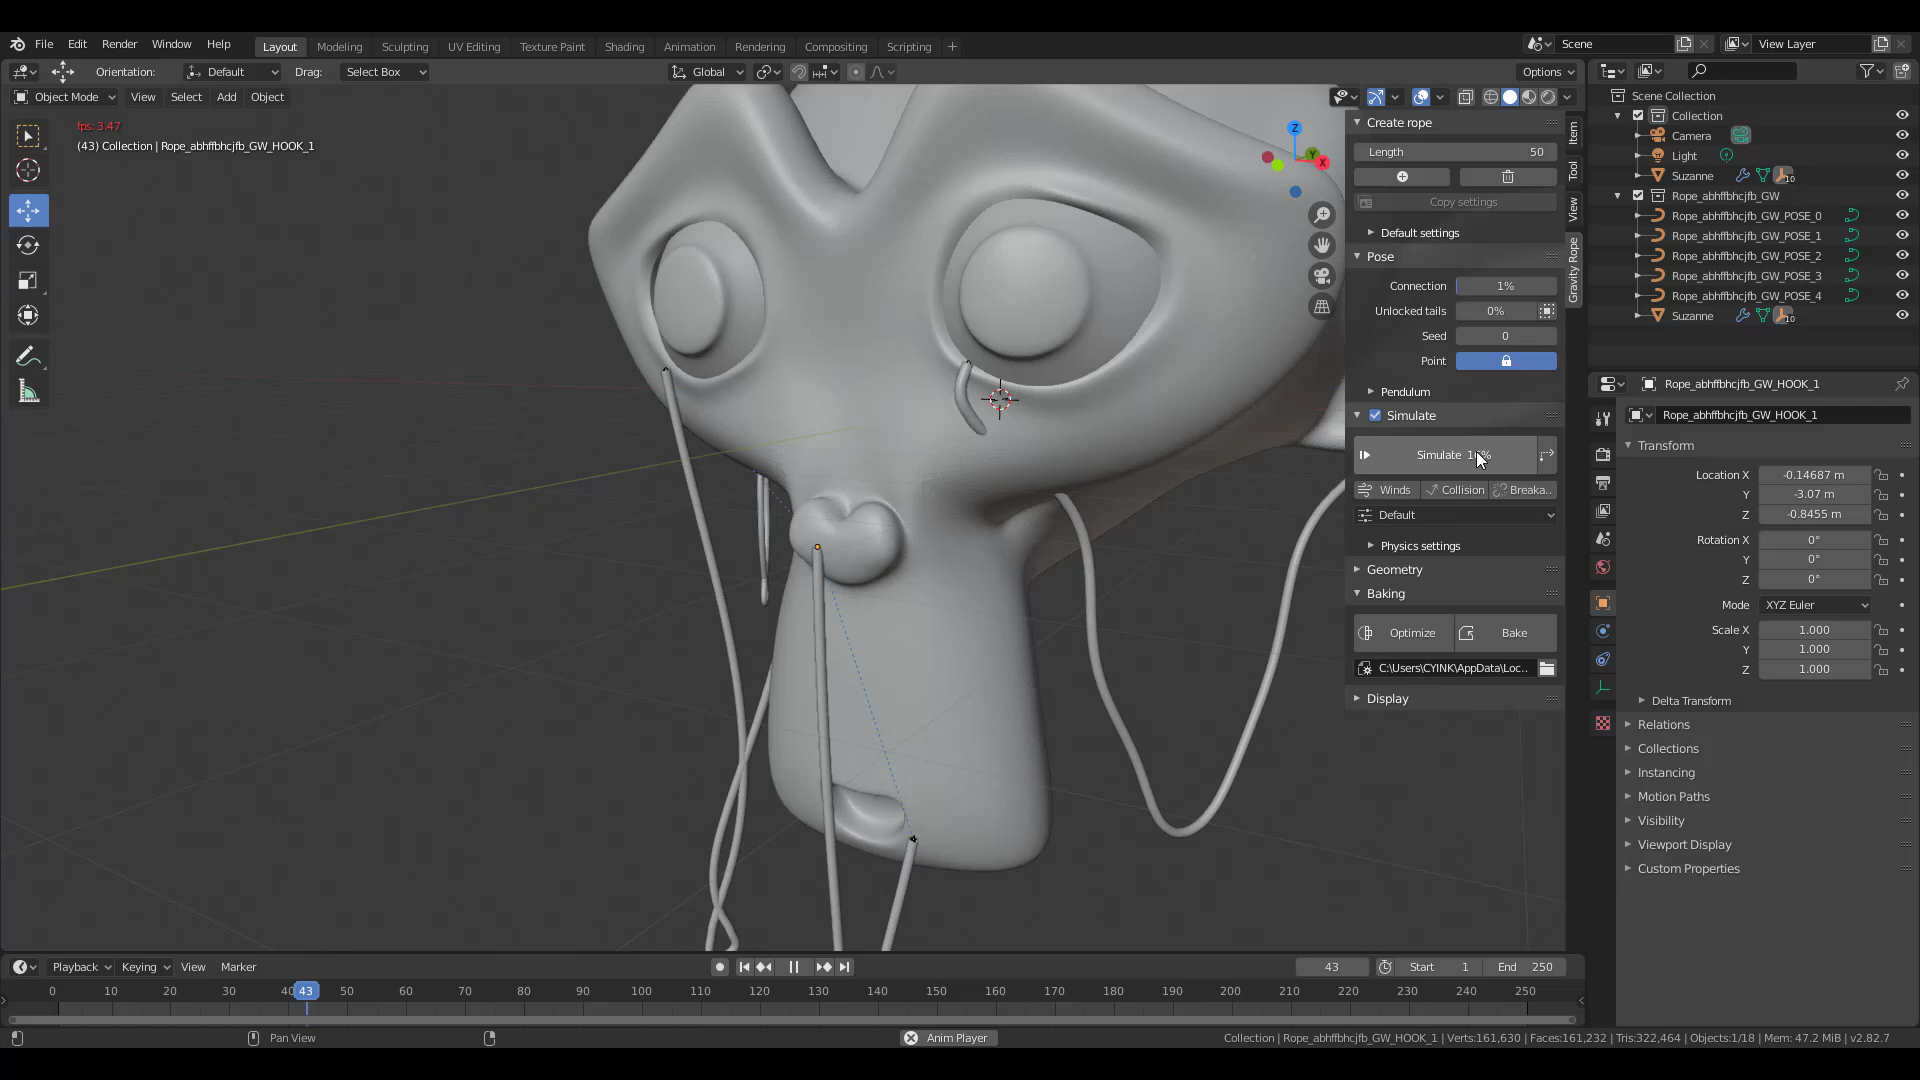 File Edit Render Window Help Layout Modeling Sculpting UV Editing Texture Paint Shading Animation Rendering Compositing Scripting + Scene View Layer
Orientation: Default Drag: Select Box Global Options
Object Mode View Select Add Object
fps: 3.47
(43) Collection | Rope_abhffbhcjfb_GW_HOOK_1
Z
Y
X
Create rope
Length 50
Copy settings
Default settings
Pose
Connection 1%
Unlocked tails 0%
Seed 0
Point
Pendulum
Simulate
Simulate
Winds Collision Breaka..
Default
Physics settings
Geometry
Baking
Optimize Bake
C:\Users\CYINK\AppData\Loc..
Display
Item
Tool
View
Gravity Rope
Scene Collection
Collection
Camera
Light
Suzanne 10
Rope_abhffbhcjfb_GW
Rope_abhffbhcjfb_GW_POSE_0
Rope_abhffbhcjfb_GW_POSE_1
Rope_abhffbhcjfb_GW_POSE_2
Rope_abhffbhcjfb_GW_POSE_3
Rope_abhffbhcjfb_GW_POSE_4
Suzanne 10
Rope_abhffbhcjfb_GW_HOOK_1
Rope_abhffbhcjfb_GW_HOOK_1
Transform
Location X -0.14687 m
Y -3.07 m
Z -0.8455 m
Rotation X 0°
Y 0°
Z 0°
Mode XYZ Euler
Scale X 1.000
Y 1.000
Z 1.000
Delta Transform
Relations
Collections
Instancing
Motion Paths
Visibility
Viewport Display
Custom Properties
Playback Keying View Marker 43 Start 1 End 250
0 10 20 30 40 43 50 60 70 80 90 100 110 120 130 140 150 160 170 180 190 200 210 220 230 240 250
Pan View Anim Player Collection | Rope_abhffbhcjfb_GW_HOOK_1 | Verts:161,630 | Faces:161,232 | Tris:322,464 | Objects:1/18 | Mem: 47.2 MiB | v2.82.7